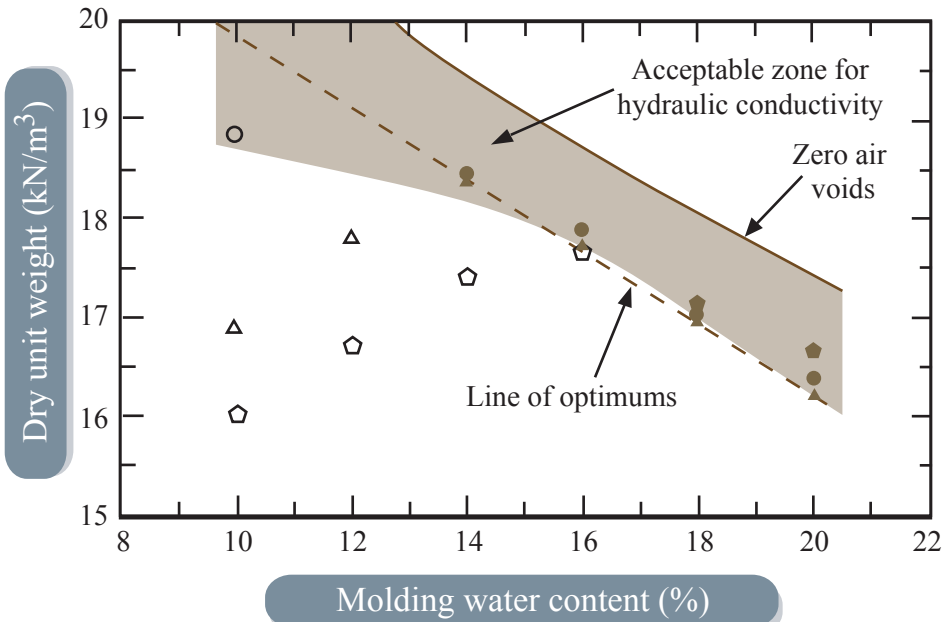 20
19
18
17
16
15
Dry unit weight (kN/m³)
Acceptable zone for
hydraulic conductivity
Zero air
voids
Line of optimums
8
10
12
14
16
18
20
22
Molding water content (%)